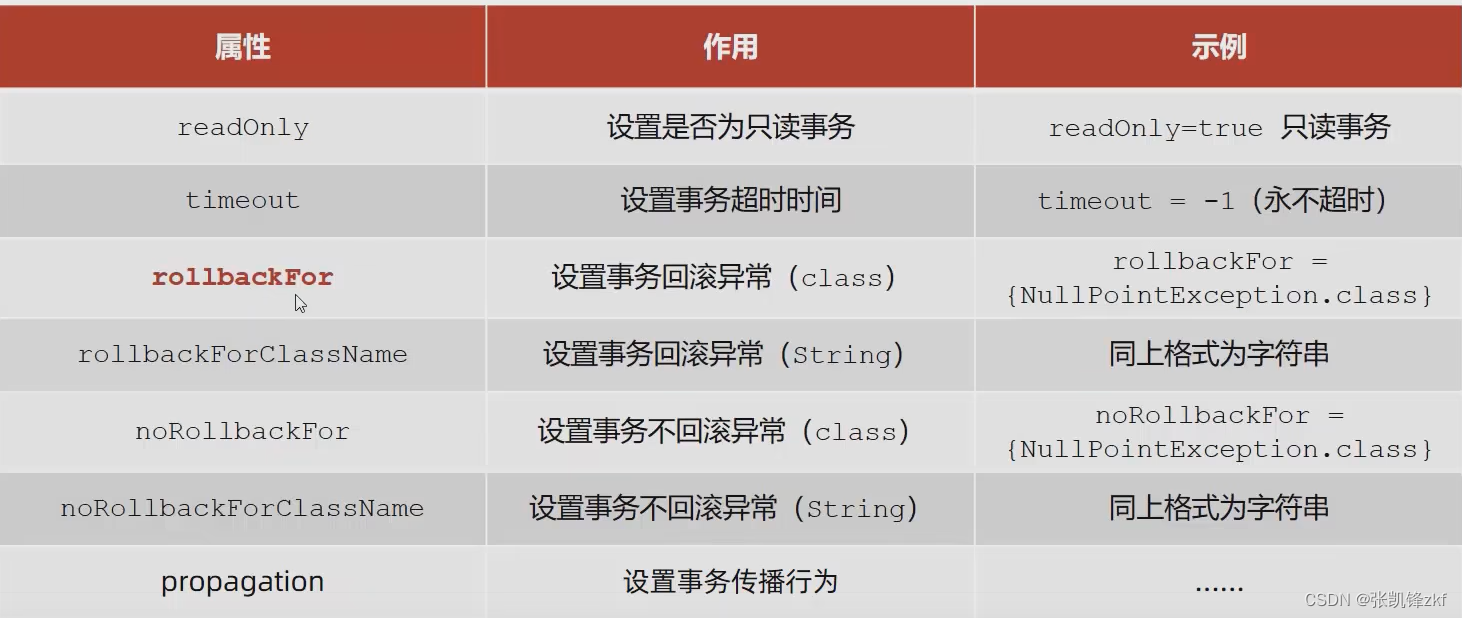 属性 作用 示例
readOnly 设置是否为只读事务 readOnly=true 只读事务
timeout 设置事务超时时间 timeout = -1（永不超时）
rollbackFor 设置事务回滚异常（class） rollbackFor =
{NullPointException.class}
rollbackForClassName 设置事务回滚异常（String） 同上格式为字符串
noRollbackFor 设置事务不回滚异常（class） noRollbackFor =
{NullPointException.class}
noRollbackForClassName 设置事务不回滚异常（String） 同上格式为字符串
propagation 设置事务传播行为 ……
CSDN @张凯锋zkf